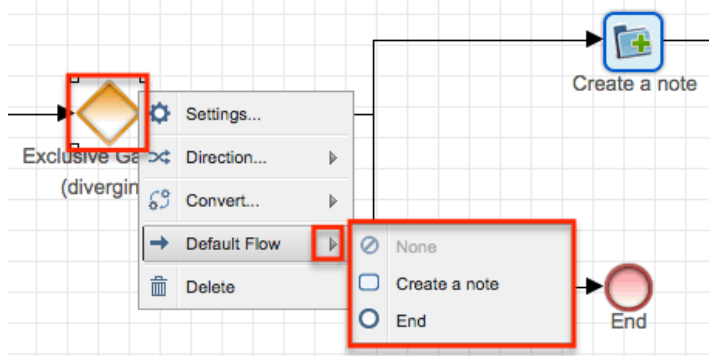 Create a note
Settings...
Exclusive Ga
Direction...
(divergin
Convert...
Default Flow
None
Delete
Create a note
End
End